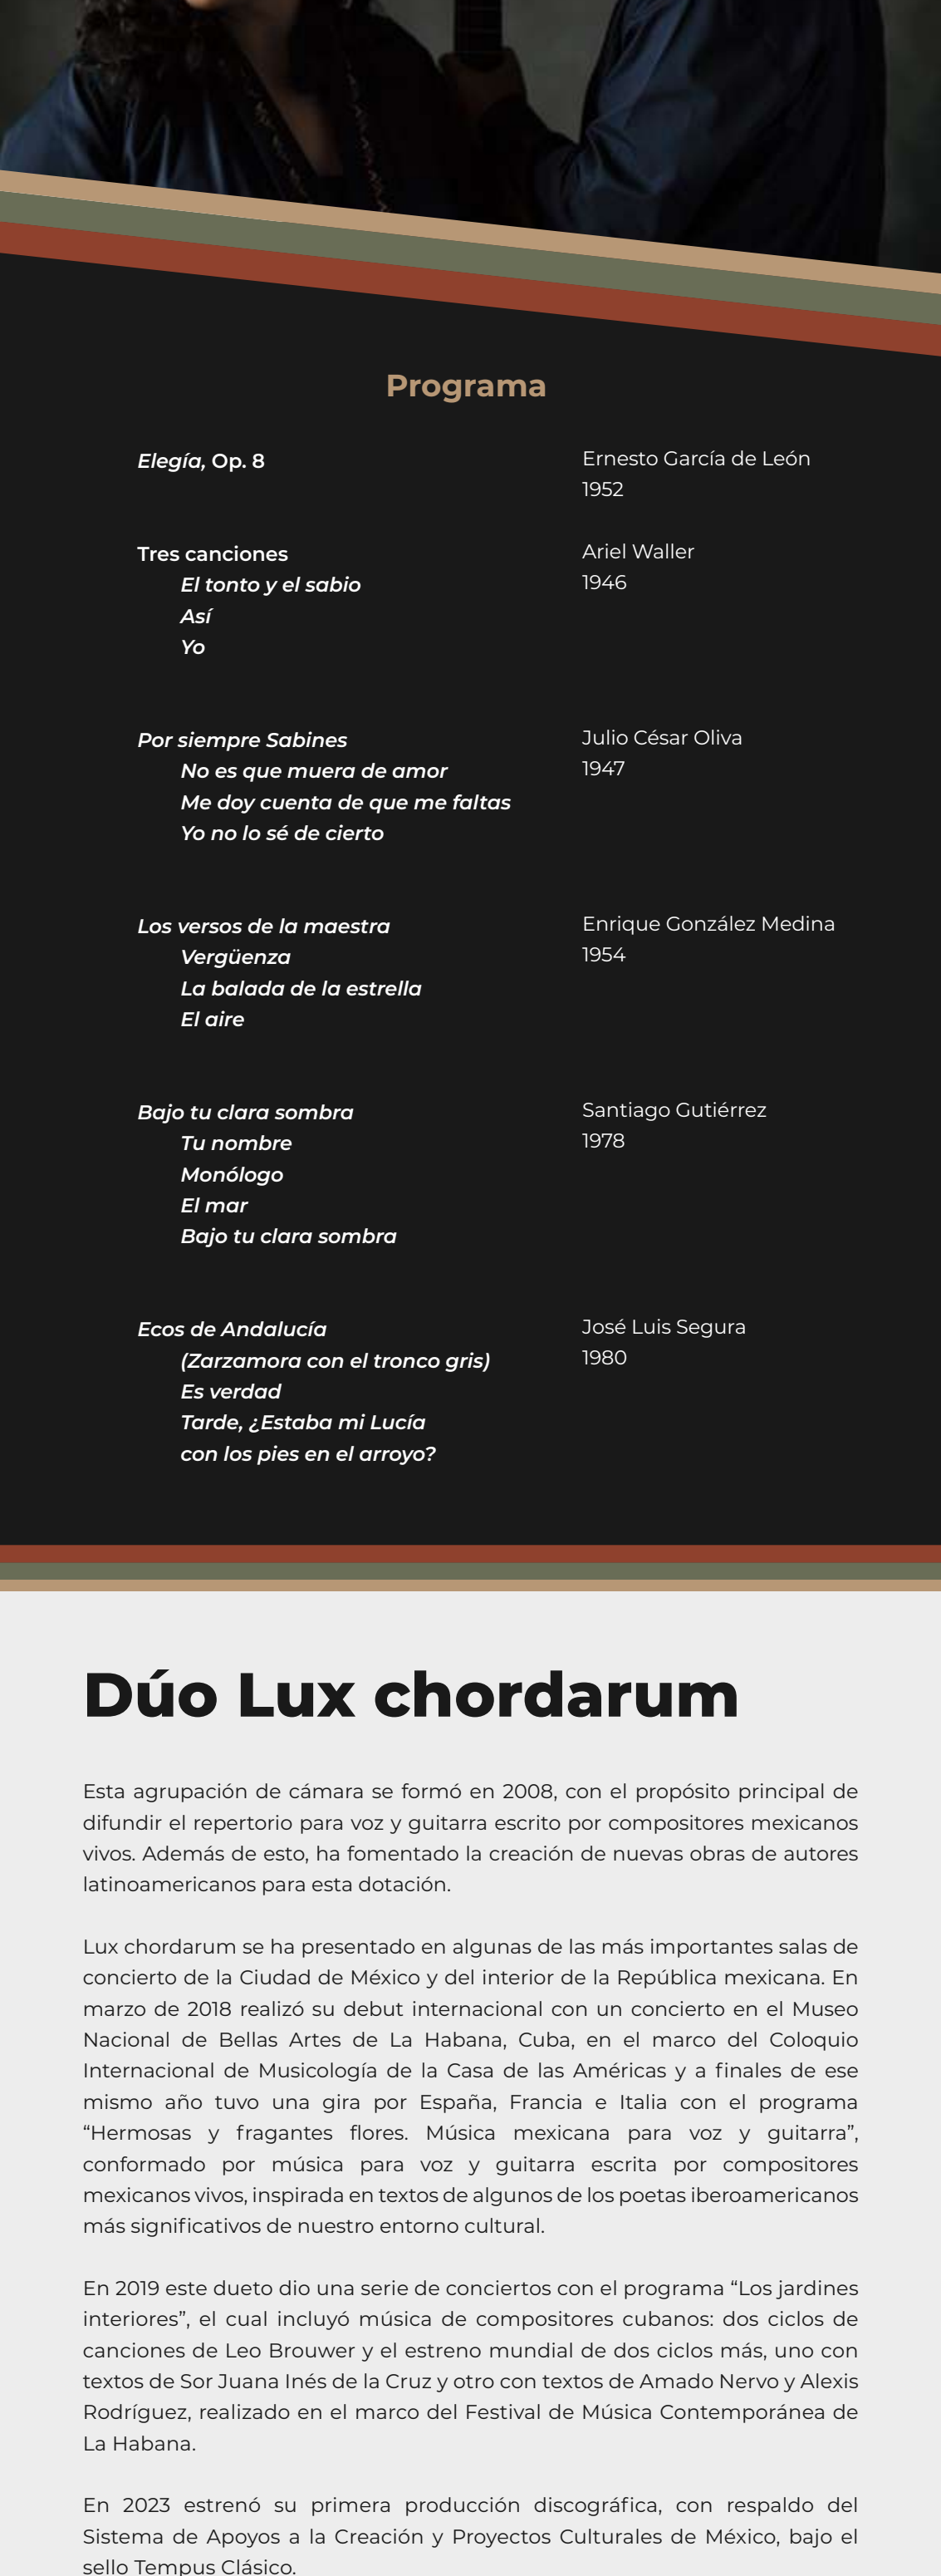 Programa
Elegía, Op. 8
Ernesto García de León
1952
Tres canciones
Ariel Waller
El tonto y el sabio
1946
Así
Yo
Por siempre Sabines
Julio César Oliva
No es que muera de amor
1947
Me doy cuenta de que me faltas
Yo no lo sé de cierto
Los versos de la maestra
Enrique González Medina
Vergüenza
1954
La balada de la estrella
El aire
Bajo tu clara sombra
Santiago Gutiérrez
Tu nombre
1978
Monólogo
El mar
Bajo tu clara sombra
Ecos de Andalucía
José Luis Segura
(Zarzamora con el tronco gris)
1980
Es verdad
Tarde, ¿Estaba mi Lucía
con los pies en el arroyo?
Dúo Lux chordarum
Esta agrupación de cámara se formó en 2008, con el propósito principal de
difundir el repertorio para voz y guitarra escrito por compositores mexicanos
vivos. Además de esto, ha fomentado la creación de nuevas obras de autores
latinoamericanos para esta dotación.
Lux chordarum se ha presentado en algunas de las más importantes salas de
concierto de la Ciudad de México y del interior de la República mexicana. En
marzo de 2018 realizó su debut internacional con un concierto en el Museo
Nacional de Bellas Artes de La Habana, Cuba, en el marco del Coloquio
Internacional de Musicología de la Casa de las Américas y a finales de ese
mismo año tuvo una gira por España, Francia e Italia con el programa
“Hermosas y fragantes flores. Música mexicana para voz y guitarra”,
conformado por música para voz y guitarra escrita por compositores
mexicanos vivos, inspirada en textos de algunos de los poetas iberoamericanos
más significativos de nuestro entorno cultural.
En 2019 este dueto dio una serie de conciertos con el programa “Los jardines
interiores”, el cual incluyó música de compositores cubanos: dos ciclos de
canciones de Leo Brouwer y el estreno mundial de dos ciclos más, uno con
textos de Sor Juana Inés de la Cruz y otro con textos de Amado Nervo y Alexis
Rodríguez, realizado en el marco del Festival de Música Contemporánea de
La Habana.
En 2023 estrenó su primera producción discográfica, con respaldo del
Sistema de Apoyos a la Creación y Proyectos Culturales de México, bajo el
sello Tempus Clásico.